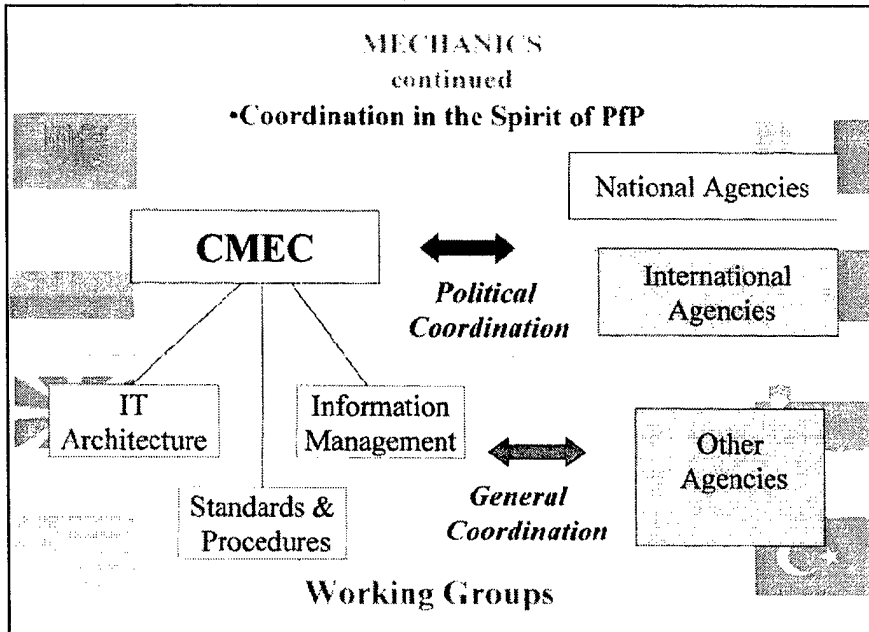 MECHANICS
continued
•Coordination in the Spirit of PfP
National Agencies
CMEC
Political
Coordination
International
Agencies
IT
Architecture
Information
Management
Other
Agencies
Standards &
Procedures
General
Coordination
Working Groups